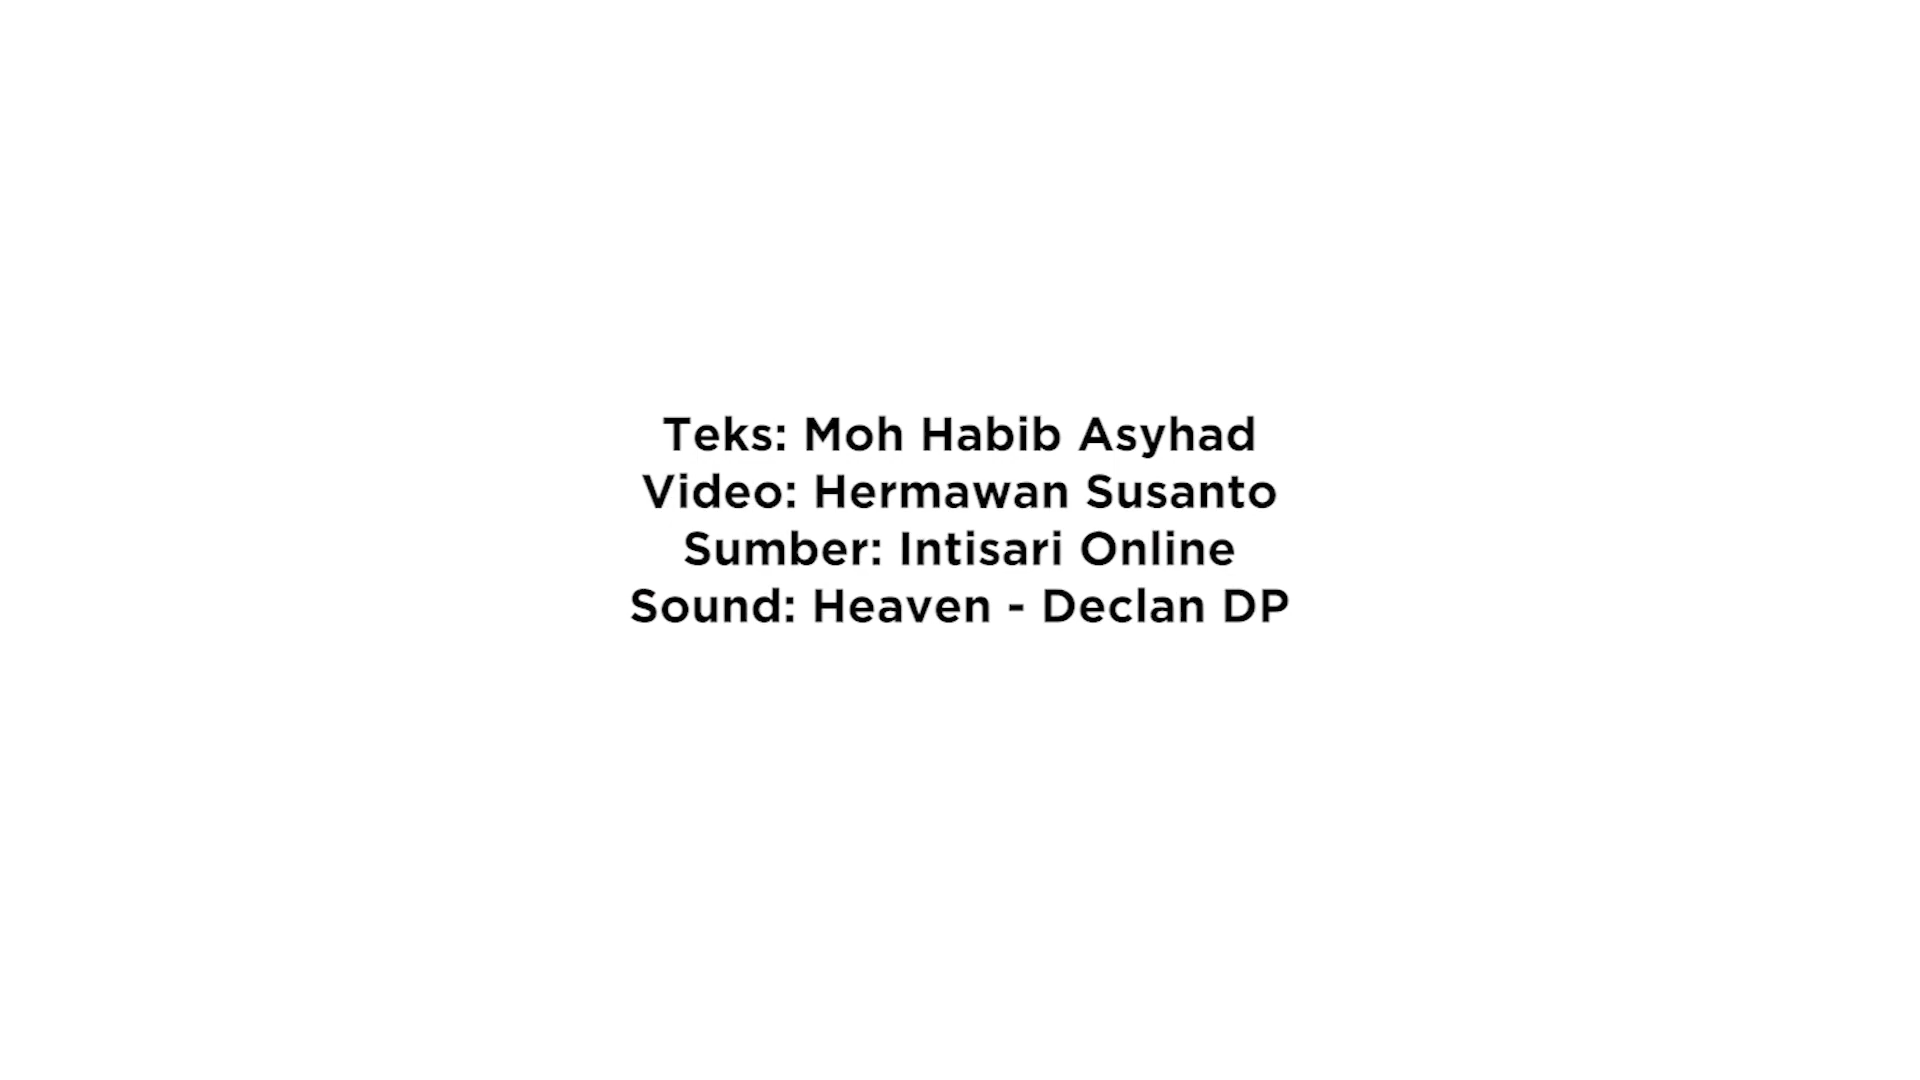 Teks: Moh Habib Asyhad
Video: Hermawan Susanto
Sumber: Intisari Online
Sound: Heaven - Declan DP